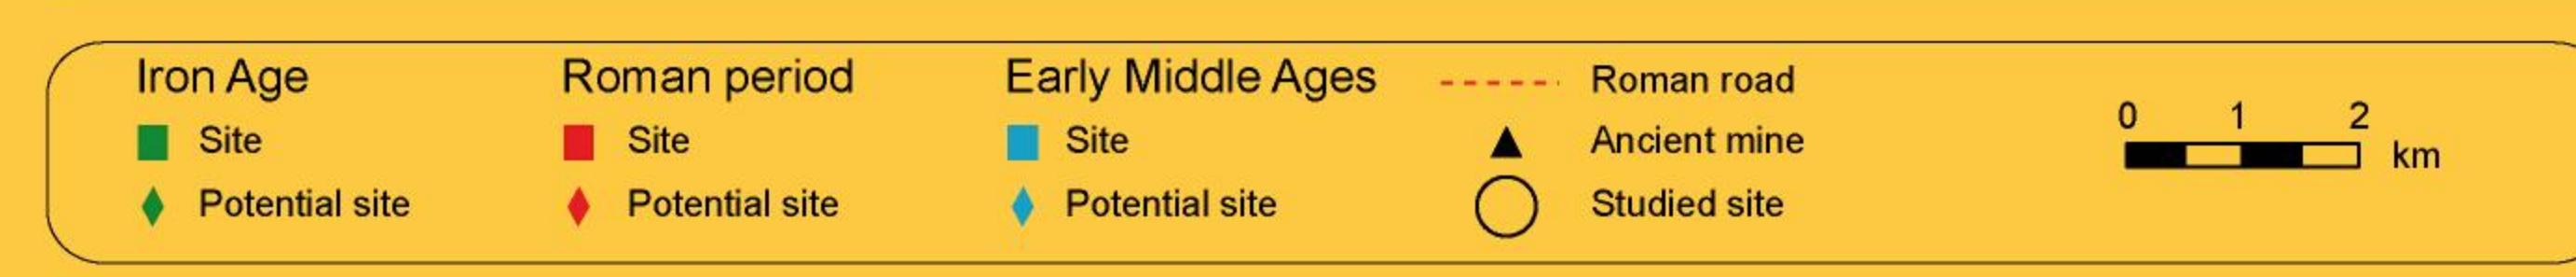 Iron Age
Site
Potential site
Roman period
Site
Potential site
Early Middle Ages
Site
Potential site
Roman road
Ancient mine
Studied site
0 1 2
km